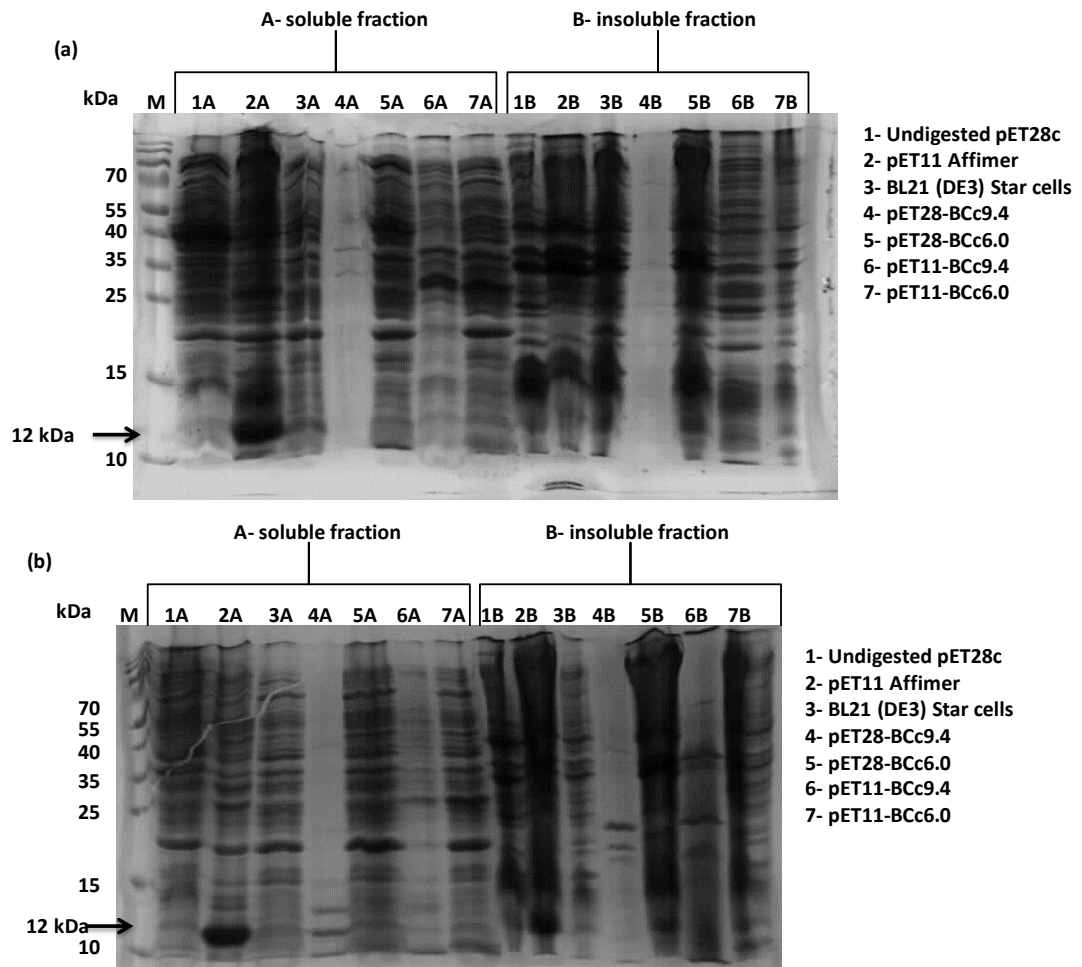 A- soluble fraction
B- insoluble fraction
(a)
kDa
M 1A 2A 3A 4A 5A 6A 7A 1B 2B 3B 4B 5B 6B 7B
70
55
40
35
25
15
12 kDa
10
1- Undigested pET28c
2- pET11 Affimer
3- BL21 (DE3) Star cells
4- pET28-BCc9.4
5- pET28-BCc6.0
6- pET11-BCc9.4
7- pET11-BCc6.0
A- soluble fraction
B- insoluble fraction
(b)
kDa
M 1A 2A 3A 4A 5A 6A 7A 1B 2B 3B 4B 5B 6B 7B
70
55
40
35
25
15
12 kDa
10
1- Undigested pET28c
2- pET11 Affimer
3- BL21 (DE3) Star cells
4- pET28-BCc9.4
5- pET28-BCc6.0
6- pET11-BCc9.4
7- pET11-BCc6.0